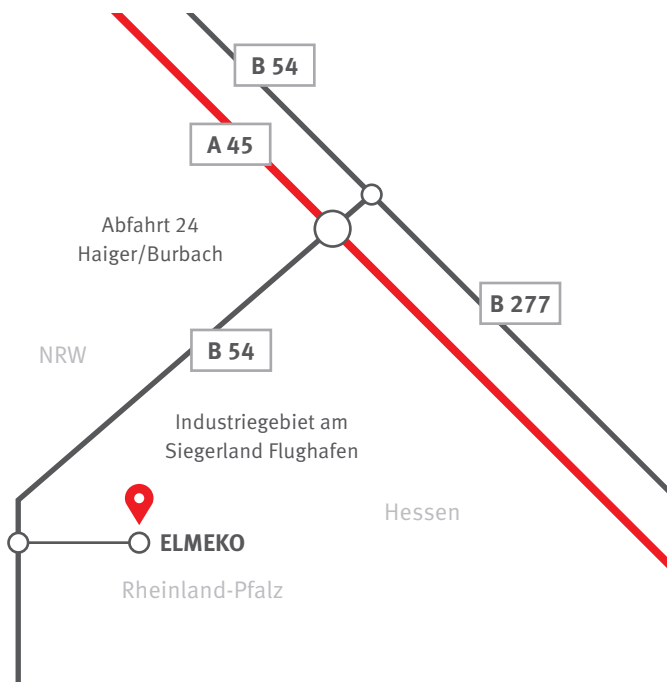 B 54
A 45
Abfahrt 24
Haiger/Burbach
B 277
NRW
B 54
Industriegebiet am
Siegerland Flughafen
Hessen
ELMEKO
Rheinland-Pfalz